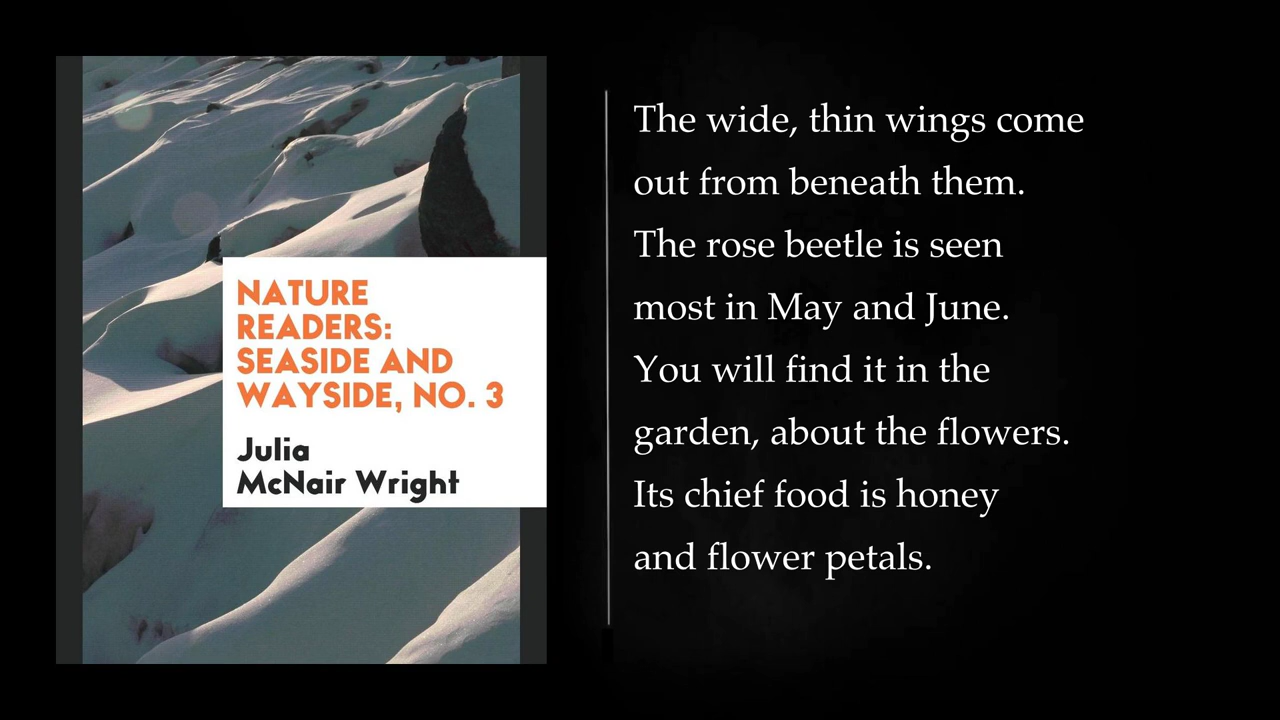 NATURE
READERS:
SEASIDE AND
WAYSIDE, NO. 3
Julia
McNair Wright
The wide, thin wings come
out from beneath them.
The rose beetle is seen
most in May and June.
You will find it in the
garden, about the flowers.
Its chief food is honey
and flower petals.